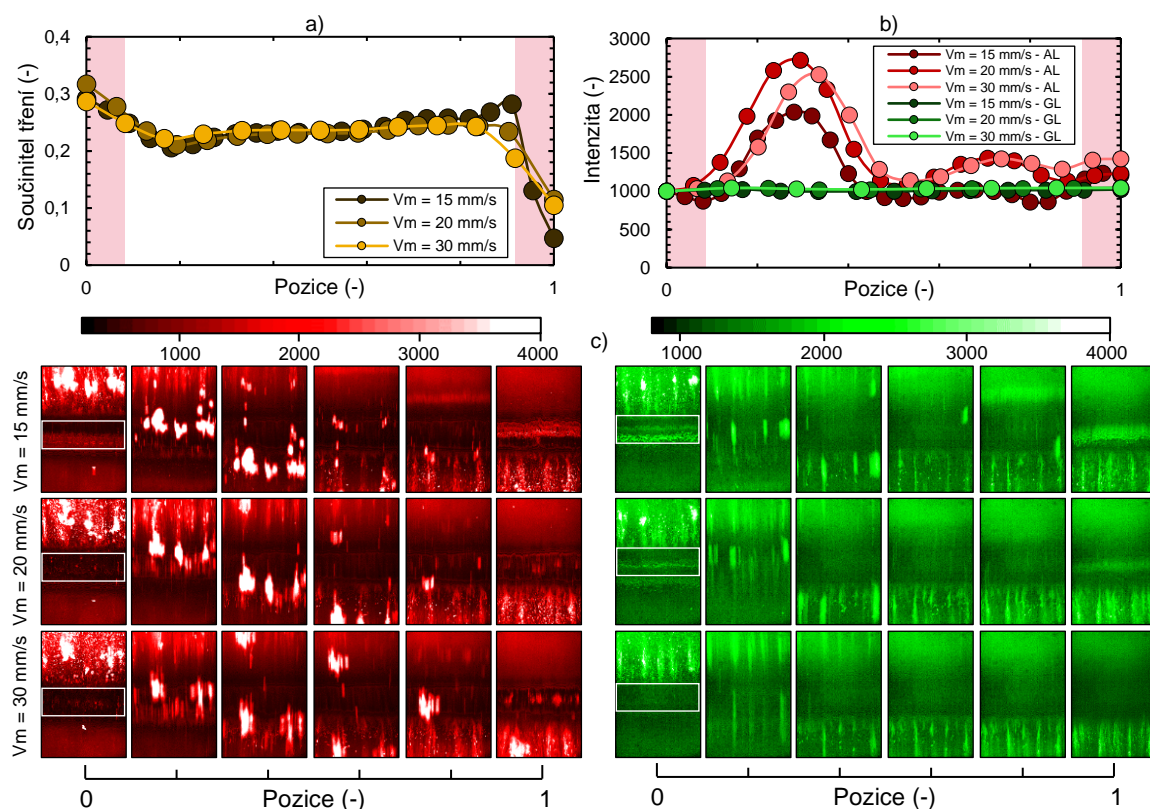 a)
Součinitel tření (-)
0,4
0,3
0,2
0,1
0
Vm = 15 mm/s
Vm = 20 mm/s
Vm = 30 mm/s
0
Pozice (-)
1
b)
Intenzita (-)
3000
2500
2000
1500
1000
500
0
Vm = 15 mm/s - AL
Vm = 20 mm/s - AL
Vm = 30 mm/s - AL
Vm = 15 mm/s - GL
Vm = 20 mm/s - GL
Vm = 30 mm/s - GL
0
Pozice (-)
1
c)
1000 2000 3000 4000
1000 2000 3000 4000
Vm = 15 mm/s
Vm = 20 mm/s
Vm = 30 mm/s
0 Pozice (-) 1
0 Pozice (-) 1